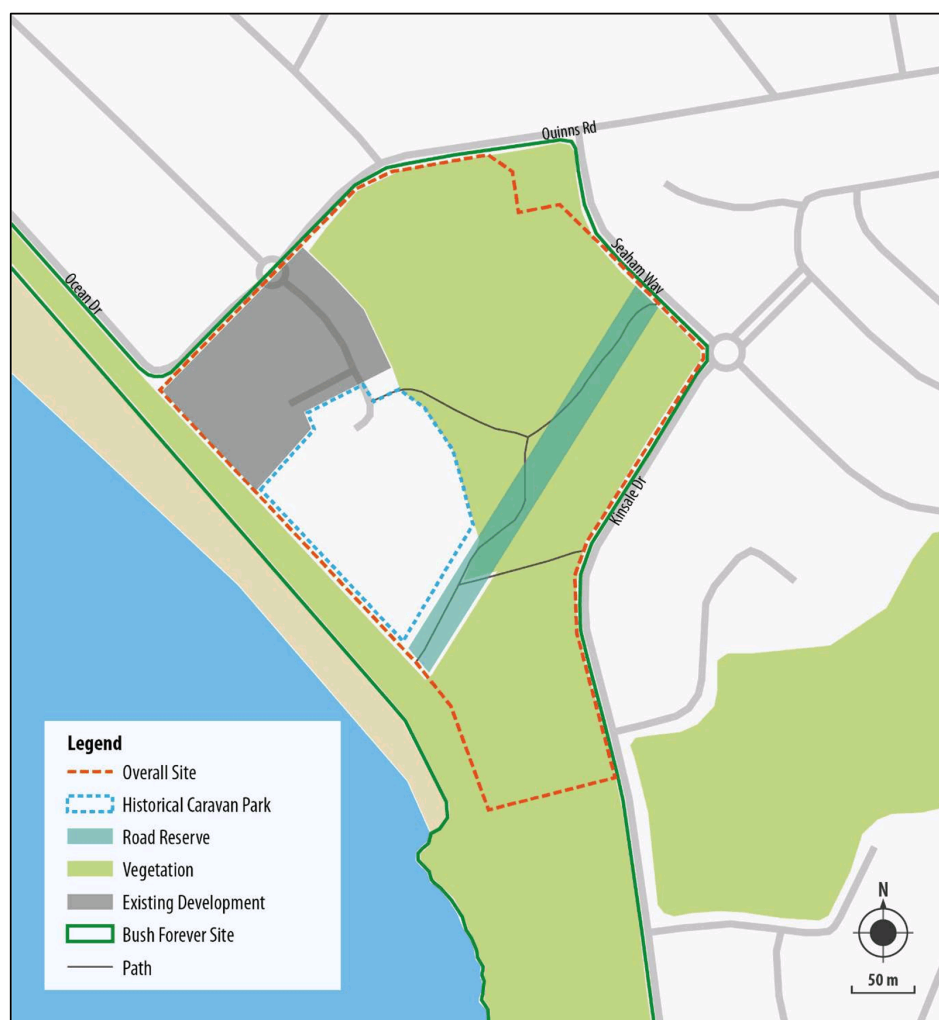 Quinns Rd
Seaham Way
Ocean Dr
Kinsale Dr
Legend
Overall Site
Historical Caravan Park
Road Reserve
Vegetation
Existing Development
Bush Forever Site
Path
N
50 m